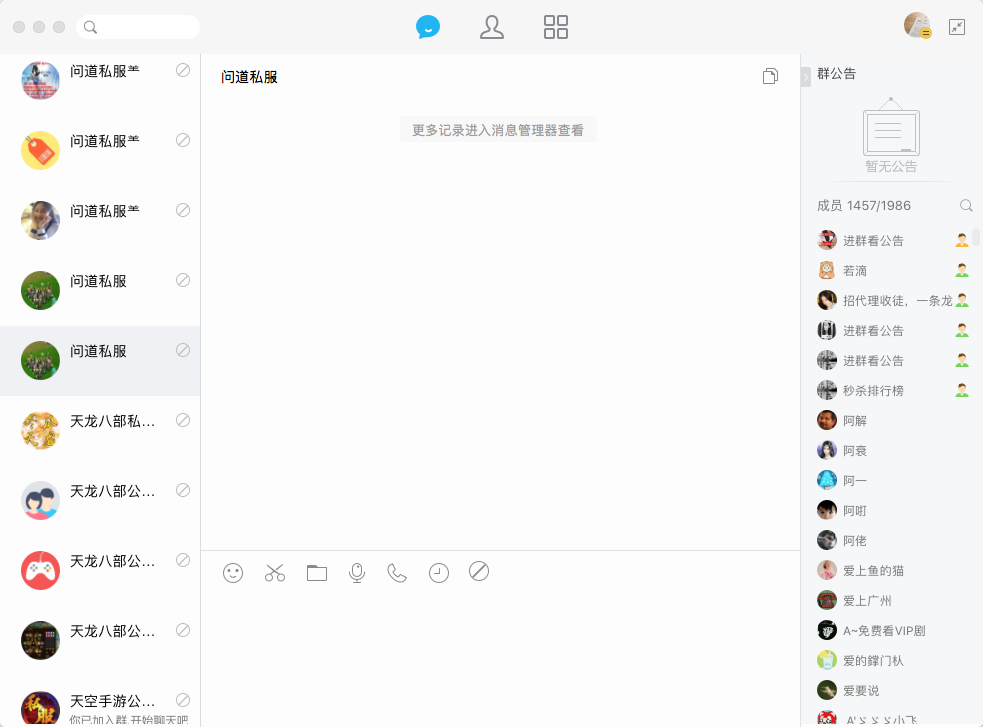 问道私服
问道私服
问道私服
问道私服
问道私服
天龙八部私…
天龙八部公…
天龙八部公…
天龙八部公…
天空手游公…
你已加入群,开始聊天吧
问道私服
更多记录进入消息管理器查看
群公告
暂无公告
成员 1457/1986
进群看公告
若滴
招代理收徒，一条龙
进群看公告
进群看公告
秒杀排行榜
阿解
阿衰
阿一
阿咑
阿佬
爱上鱼的猫
爱上广州
A~免费看VIP剧
爱的鐣门杁
爱要说
A'ゞゞゞ小飞